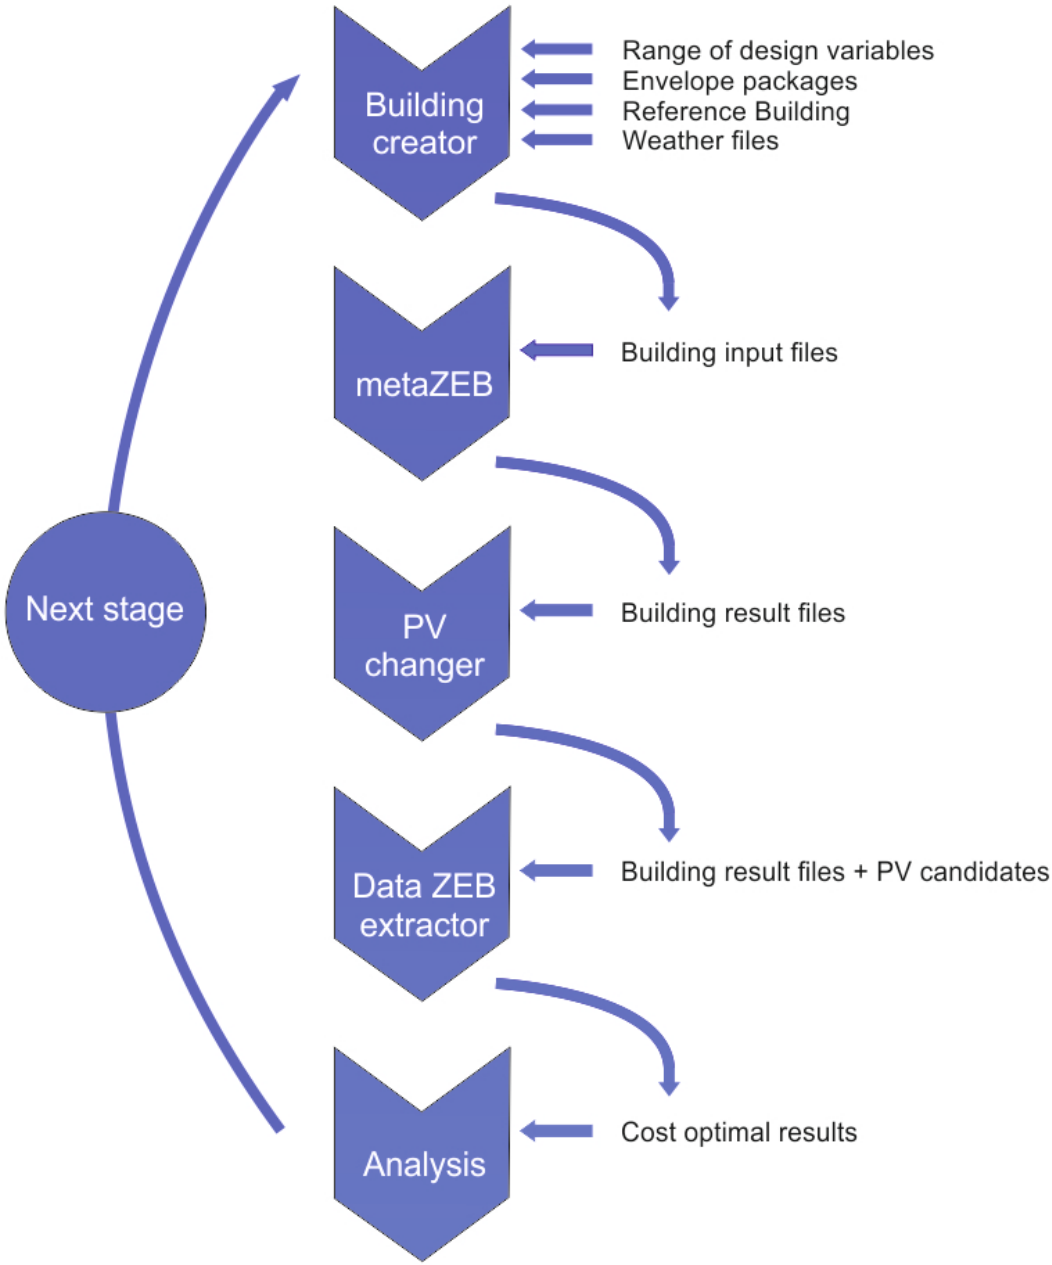 Building
creator
Range of design variables
Envelope packages
Reference Building
Weather files
metaZEB
Building input files
Next stage
PV
changer
Building result files
Data ZEB
extractor
Building result files + PV candidates
Analysis
Cost optimal results